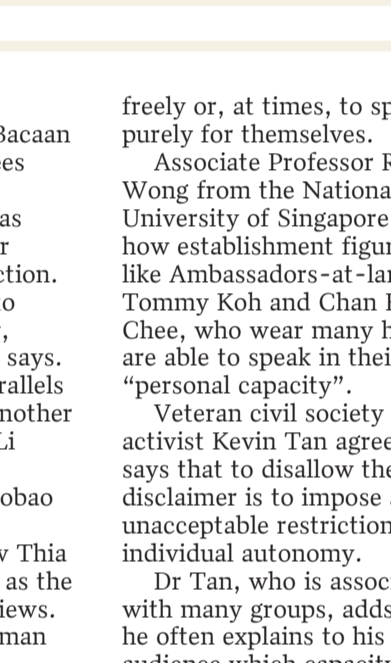 Bacaan
ees
as
r
ction.
to
,
says.
rallels
nother
Li
obao
v Thia
as the
iews.
man
freely or, at times, to sp
purely for themselves.
Associate Professor R
Wong from the Nationa
University of Singapore
how establishment figur
like Ambassadors-at-lar
Tommy Koh and Chan
Chee, who wear many h
are able to speak in thei
“personal capacity”.
Veteran civil society
activist Kevin Tan agree
says that to disallow the
disclaimer is to impose
unacceptable restriction
individual autonomy.
Dr Tan, who is assoc
with many groups, adds
he often explains to his
audience which capacit